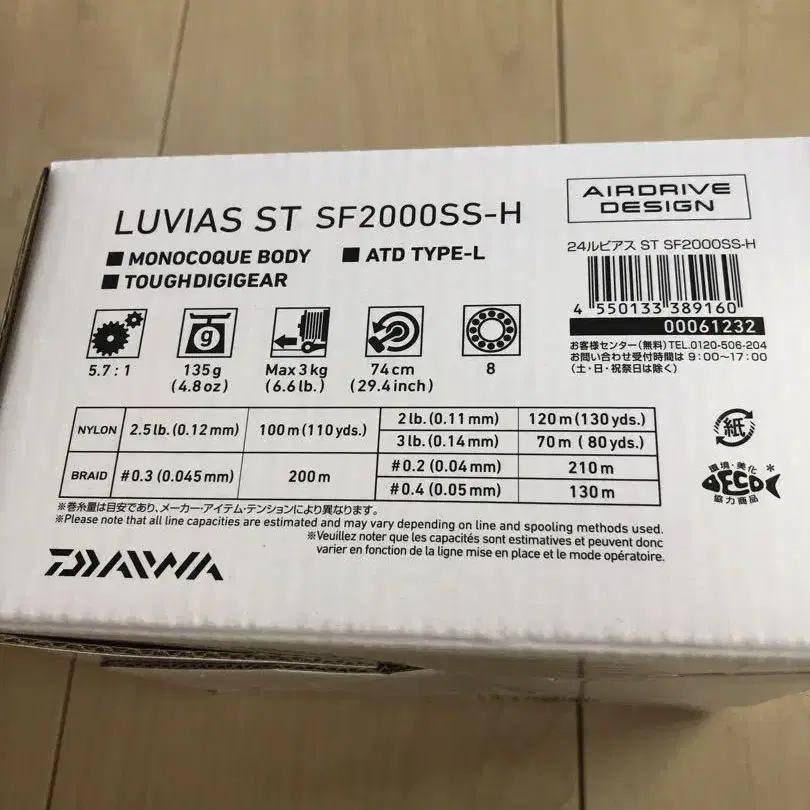 LUVIAS ST SF2000SS-H
■ MONOCOQUE BODY ■ ATD TYPE-L
■ TOUGHDIGIGEAR
AIRDRIVE
DESIGN
24ルビアス ST SF2000SS-H
4 550133 389160
00061232
お客様センター(無料)TEL.0120-506-204
お問い合わせ受付時間は 9:00〜17:00
(土・日・祝祭日は除く)
g
5.7 : 1
135g
(4.8oz)
Max 3 kg
(6.6lb.)
74cm
(29.4inch)
8
NYLON 2.5lb.(0.12mm) 100m(110yds.) 2lb.(0.11mm) 120m(130yds.)
3lb.(0.14mm) 70m ( 80yds.)
BRAID #0.3(0.045mm) 200m #0.2(0.04mm) 210m
#0.4(0.05mm) 130m
紙
環境・美化
DECO
協力商品
※巻糸量は目安であり、メーカー・アイテム・テンションにより異なります。
※Please note that all line capacities are estimated and may vary depending on line and spooling methods used.
※Veuillez noter que les capacités sont estimatives et peuvent donc
varier en fonction de la ligne mise en place et le mode opératoire.
DAIWA